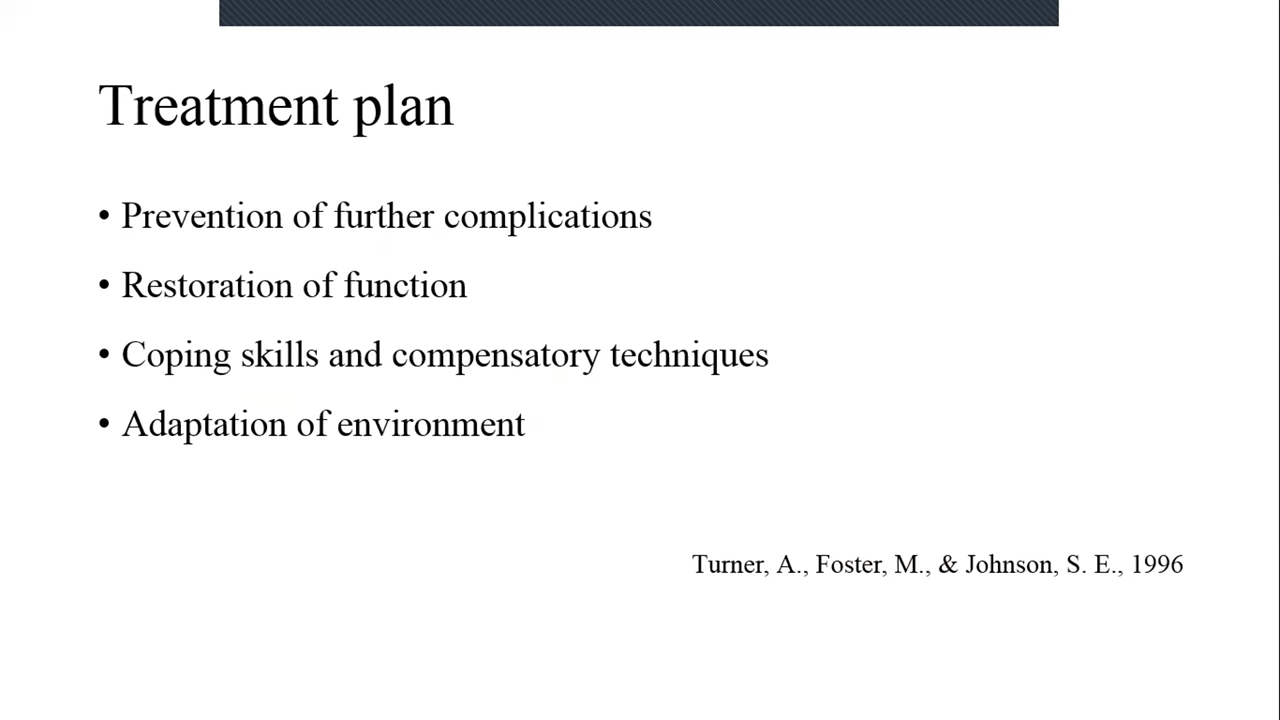 Treatment plan
• Prevention of further complications
• Restoration of function
• Coping skills and compensatory techniques
• Adaptation of environment
Turner, A., Foster, M., & Johnson, S. E., 1996